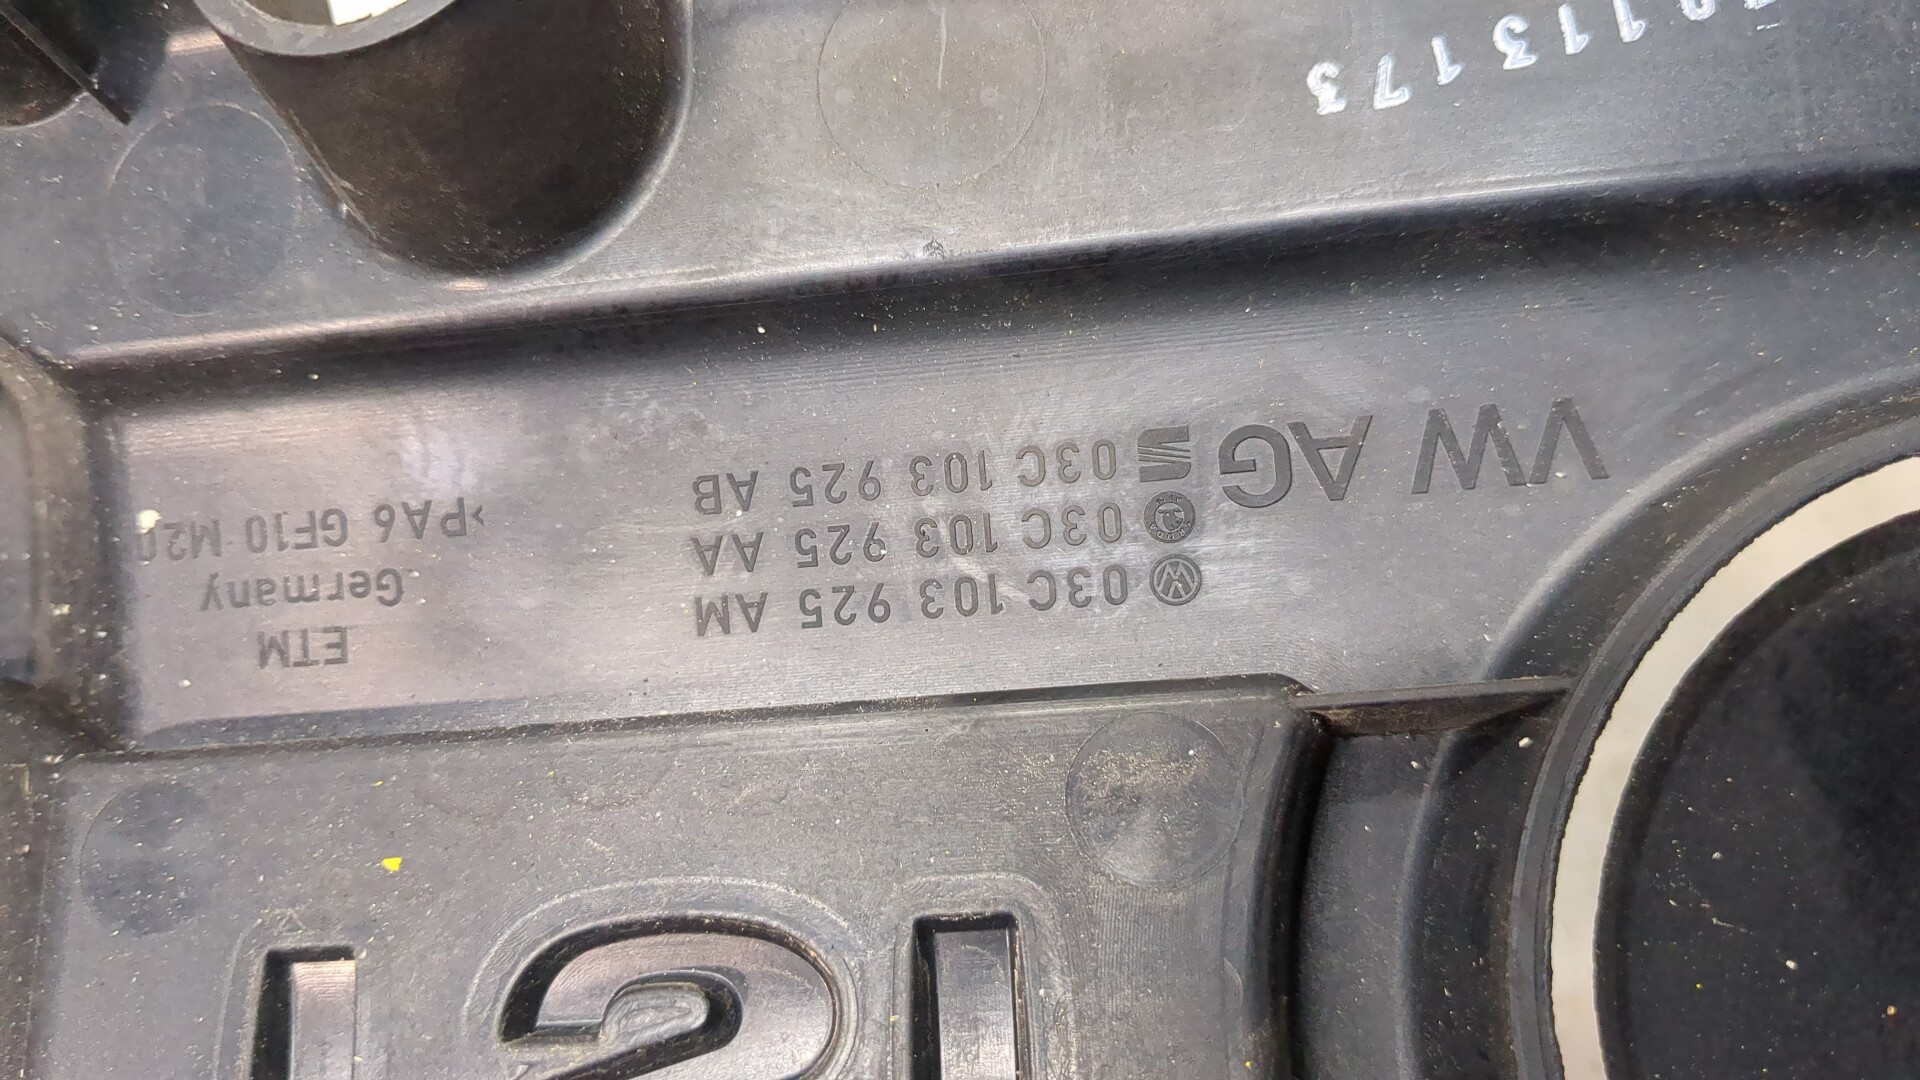 03C 103 925 AM
03C 103 925 AA
VW AG 03C 103 925 AB
ETM
Germany
>PA6 GF10 M20